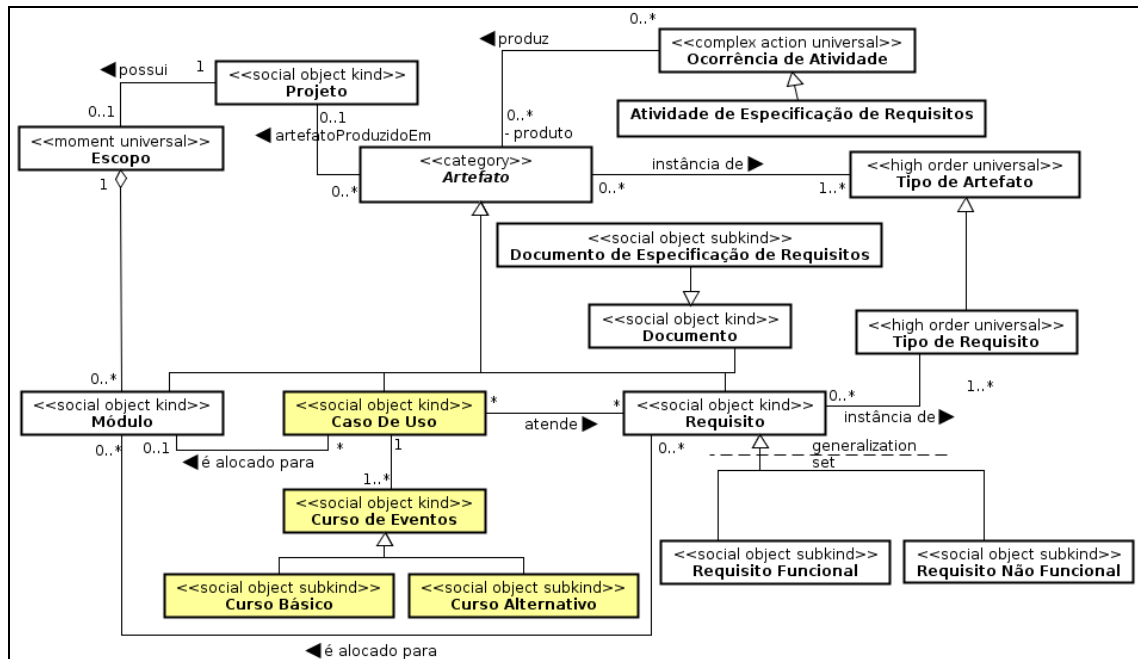 0..*
<<complex action universal>>
Ocorrência de Atividade
◀ produz
◀ possui
1
<<social object kind>>
Projeto
Atividade de Especificação de Requisitos
0..1
0..1
0..*
- produto
◀ artefatoProduzidoEm
<<moment universal>>
Escopo
1
<<category>>
Artefato
instância de ▶
<<high order universal>>
Tipo de Artefato
0..*
0..*
1..*
<<social object subkind>>
Documento de Especificação de Requisitos
<<social object kind>>
Documento
<<high order universal>>
Tipo de Requisito
0..*
<<social object kind>>
Módulo
<<social object kind>>
Caso De Uso
*
*
atende ▶
<<social object kind>>
Requisito
0..*
1..*
instância de ▶
0..*
0..1
*
◀ é alocado para
1
0..*
generalization
set
1..*
<<social object kind>>
Curso de Eventos
<<social object subkind>>
Requisito Funcional
<<social object subkind>>
Requisito Não Funcional
<<social object subkind>>
Curso Básico
<<social object subkind>>
Curso Alternativo
◀ é alocado para